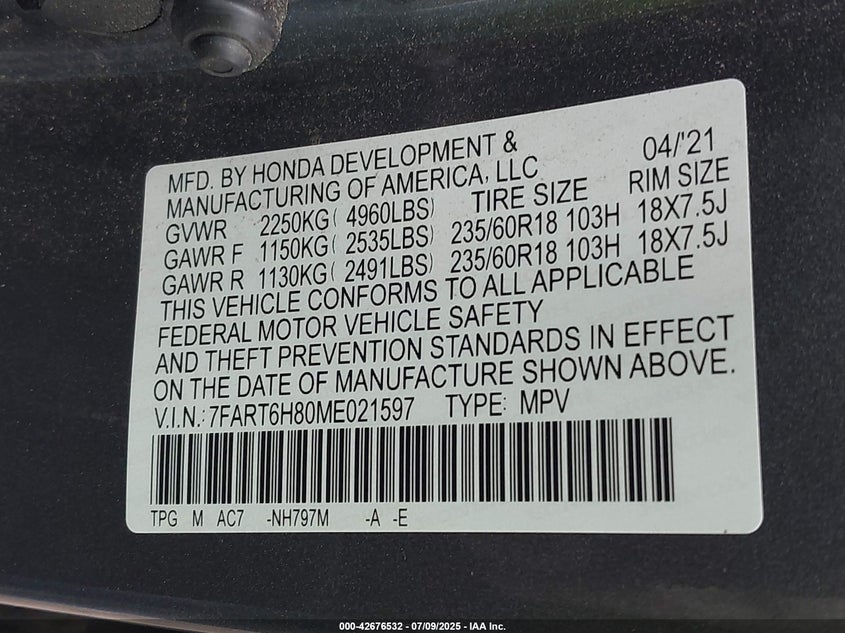 MFD. BY HONDA DEVELOPMENT & 04/'21
MANUFACTURING OF AMERICA, LLC
TIRE SIZE RIM SIZE
GVWR 2250KG( 4960LBS)
GAWR F 1150KG( 2535LBS) 235/60R18 103H 18X7.5J
GAWR R 1130KG( 2491LBS) 235/60R18 103H 18X7.5J
THIS VEHICLE CONFORMS TO ALL APPLICABLE
FEDERAL MOTOR VEHICLE SAFETY
AND THEFT PREVENTION STANDARDS IN EFFECT
ON THE DATE OF MANUFACTURE SHOWN ABOVE.
V.I.N.: 7FART6H80ME021597 TYPE: MPV
TPG M AC7 -NH797M -A -E
000-42676532 / 07/09/2025 - IAA Inc.